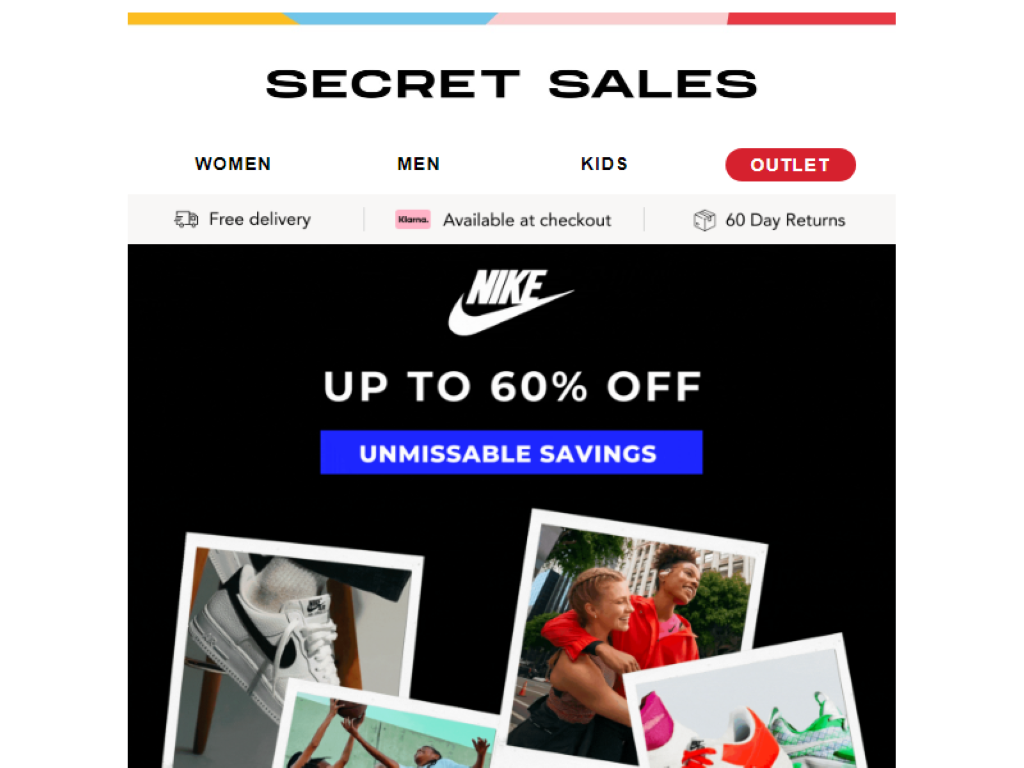 SECRET SALES
WOMEN MEN KIDS OUTLET
Free delivery Klarna. Available at checkout 60 Day Returns
NIKE
UP TO 60% OFF
UNMISSABLE SAVINGS
NIKE